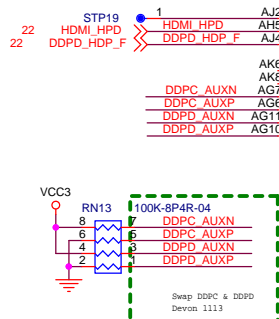 STP19 1 AJ2
22 HDMI_HPD HDMI_HPD AH5
22 DDPD_HDP_F DDPD_HDP_F AJ4
AK6
AK8
DDPC_AUXN AG7
DDPC_AUXP AG6
DDPD_AUXN AG11
DDPD_AUXP AG10
VCC3
RN13 100K-8P4R-04
8 7 DDPC_AUXN
6 5 DDPC_AUXP
4 3 DDPD_AUXN
2 1 DDPD_AUXP
Swap DDPC & DDPD
Devon 1113